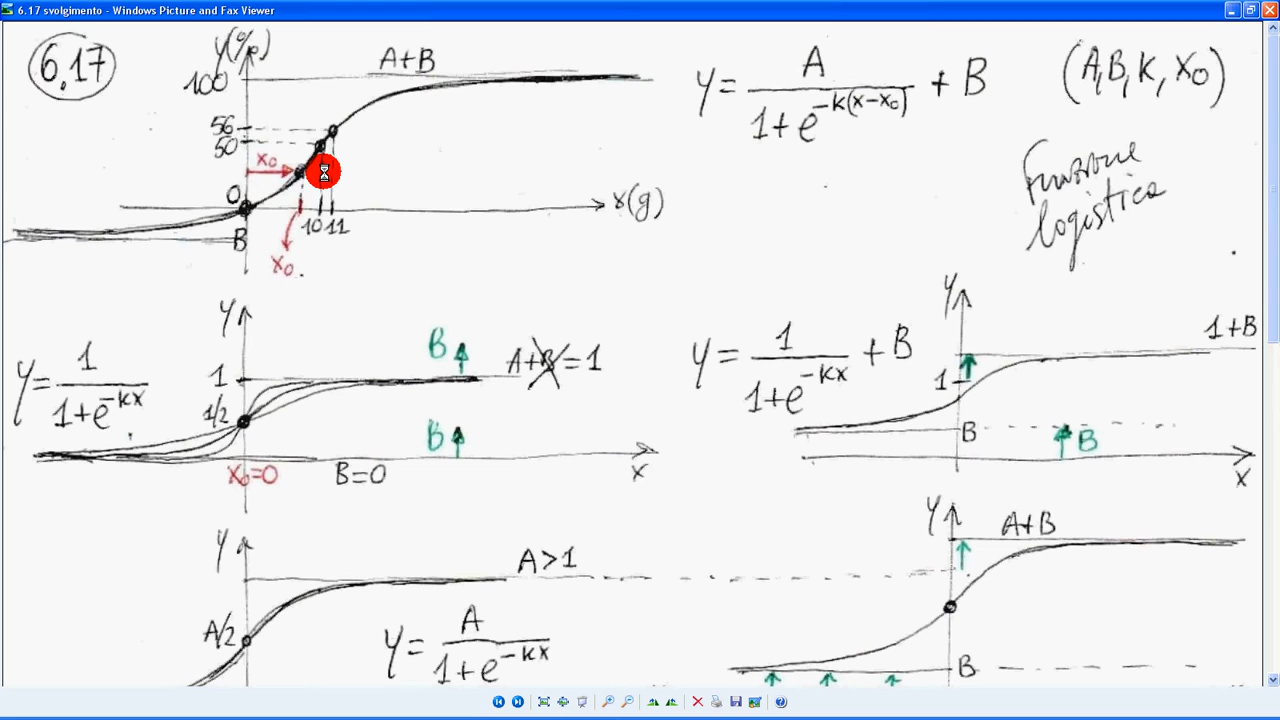 6.17 svolgimento - Windows Picture and Fax Viewer
6.17
y(%)
A+B
100
56
50
x₀
0
10 11
x(g)
B
x₀
y = A / (1+e^(-k(x-x₀))) + B
(A, B, k, x₀)
Funzione
logistica
y
y = 1 / (1+e^(-kx))
1
1/2
B
A+B = 1
B
x₀=0
B=0
x
y = 1 / (1+e^(-kx)) + B
y
1+B
1
B
B
x
y
A>1
A/2
y = A / (1+e^(-kx))
y
A+B
B